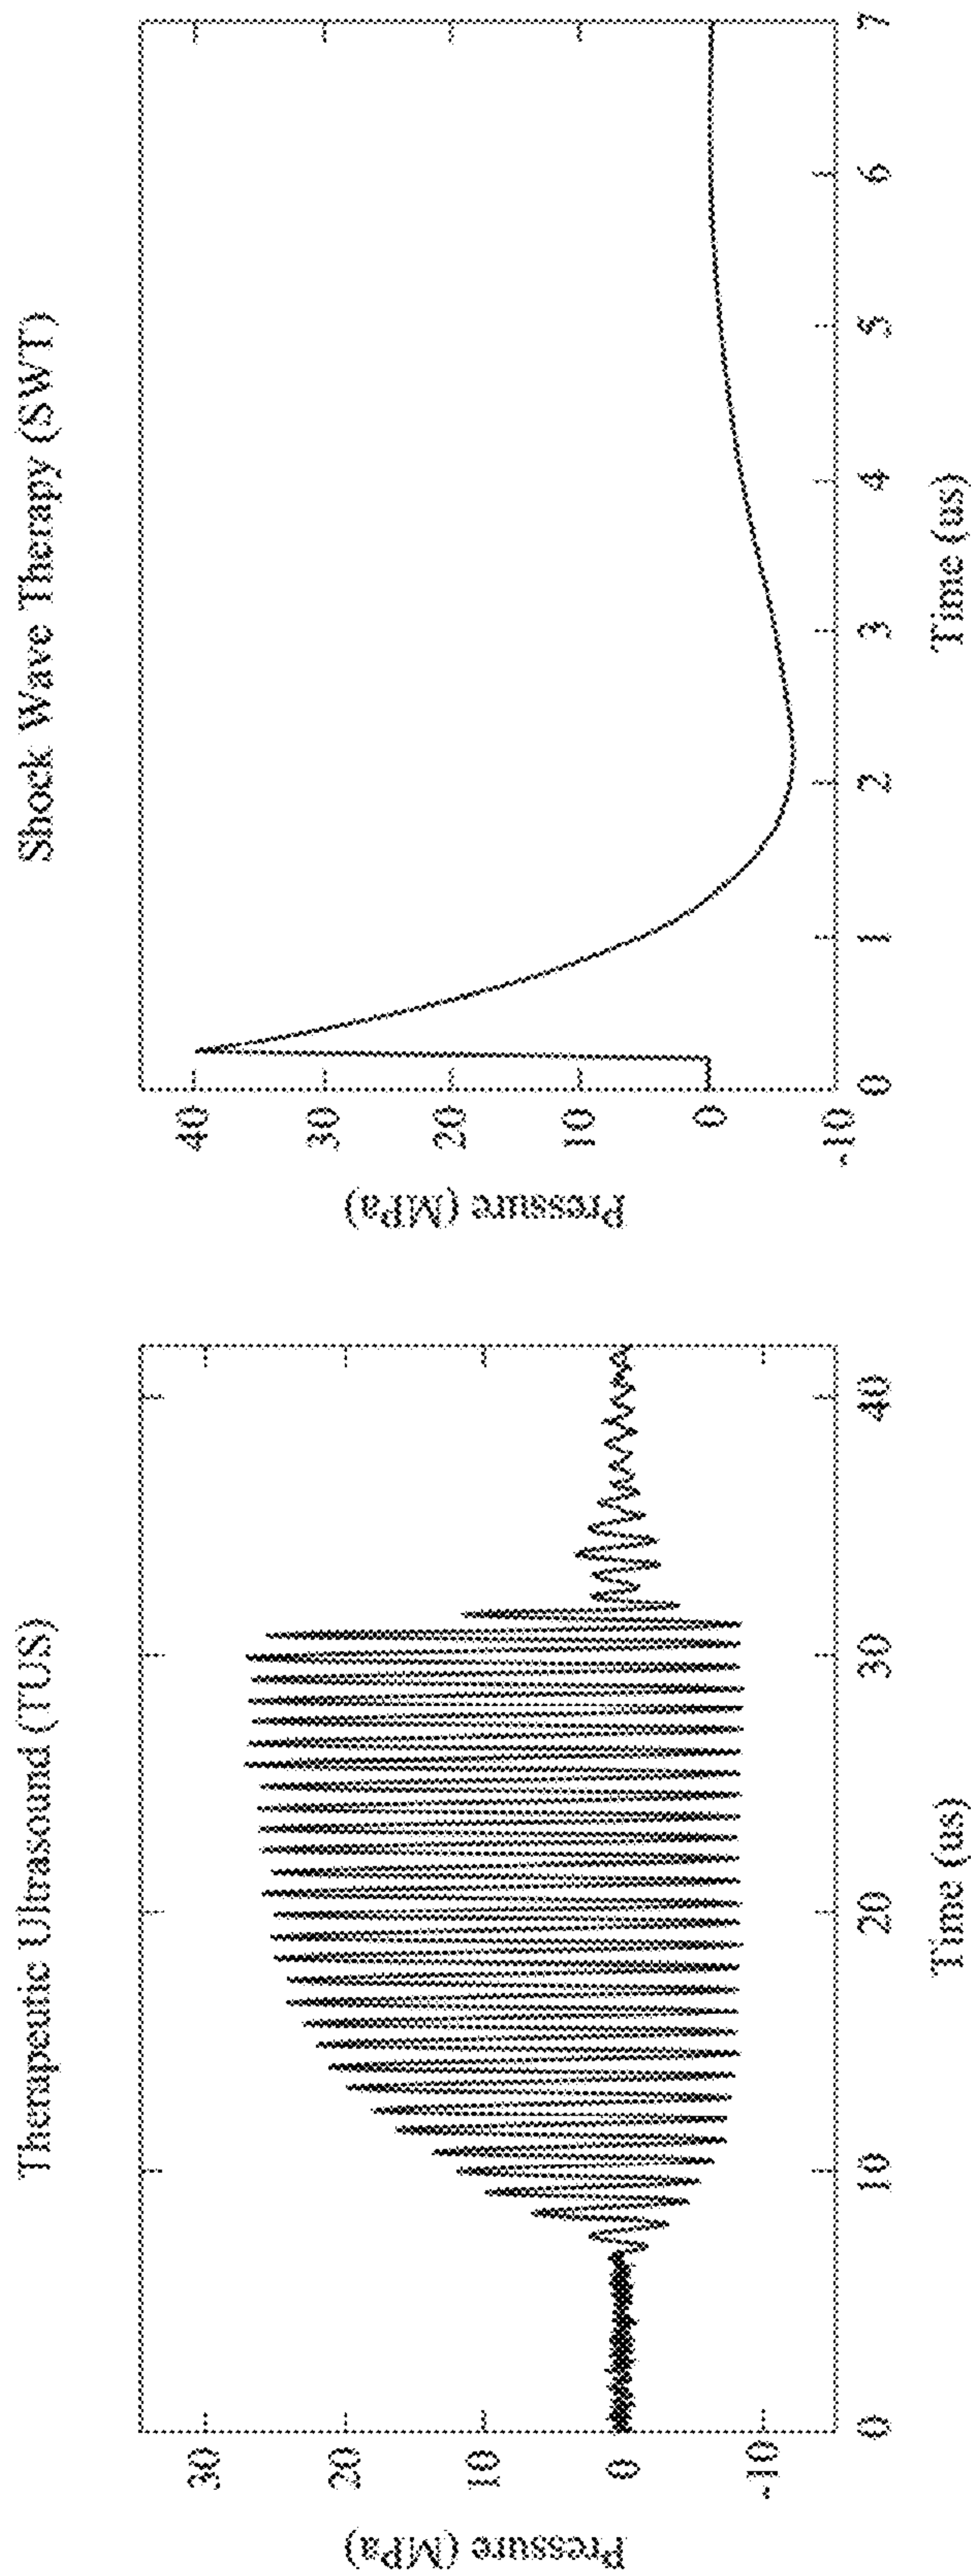 Therapeutic Ultrasound (TUS)
Pressure (MPa)
30
20
10
0
-10
0 10 20 30 40
Time (us)
Shock Wave Therapy (SWT)
Pressure (MPa)
40
30
20
10
0
-10
0 1 2 3 4 5 6 7
Time (us)